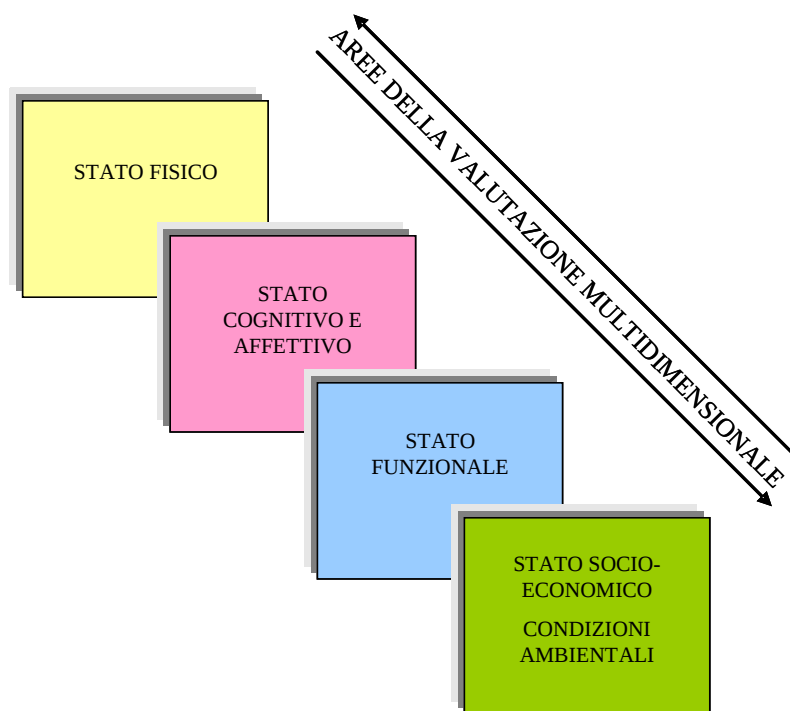 AREE DELLA VALUTAZIONE MULTIDIMENSIONALE
STATO FISICO
STATO
COGNITIVO E
AFFETTIVO
STATO
FUNZIONALE
STATO SOCIO-
ECONOMICO
CONDIZIONI
AMBIENTALI